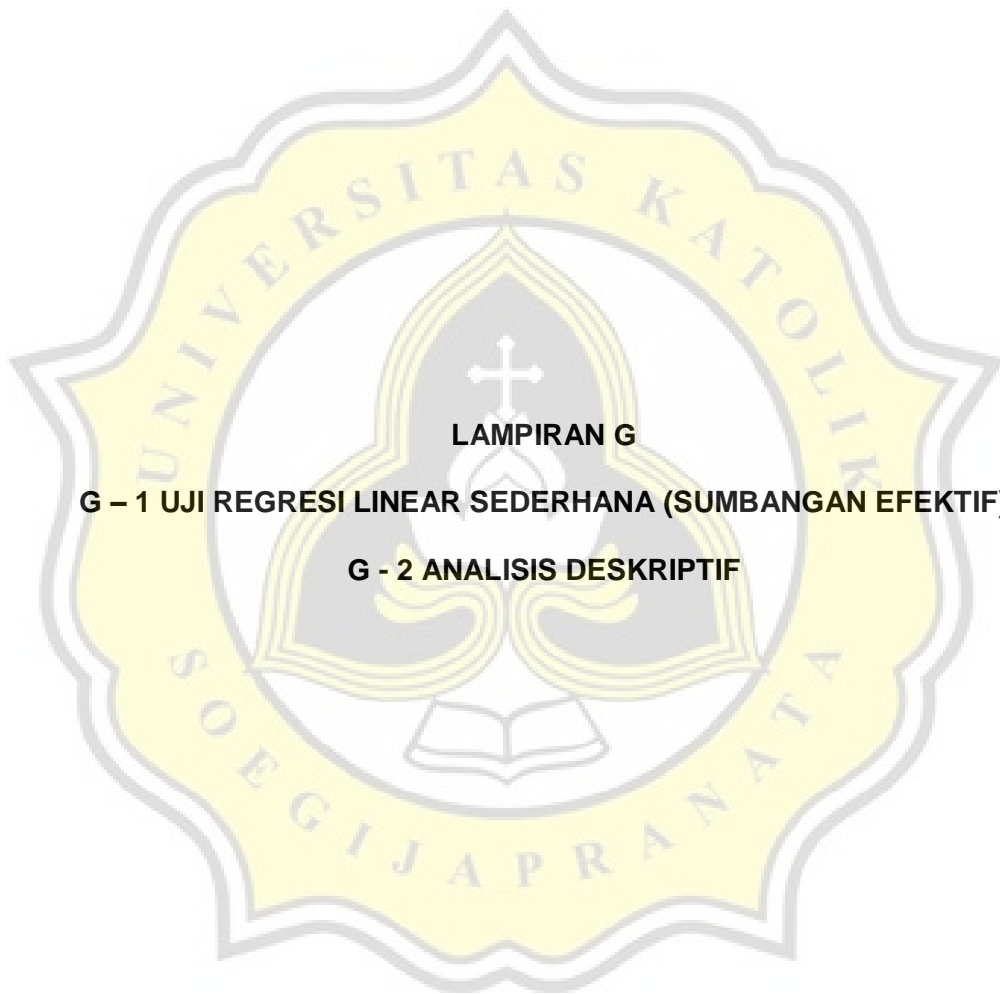 UNIVERSITAS KATOLIK
LAMPIRAN G
G – 1 UJI REGRESI LINEAR SEDERHANA (SUMBANGAN EFEKTIF)
G - 2 ANALISIS DESKRIPTIF
SOEGIJAPRANATA